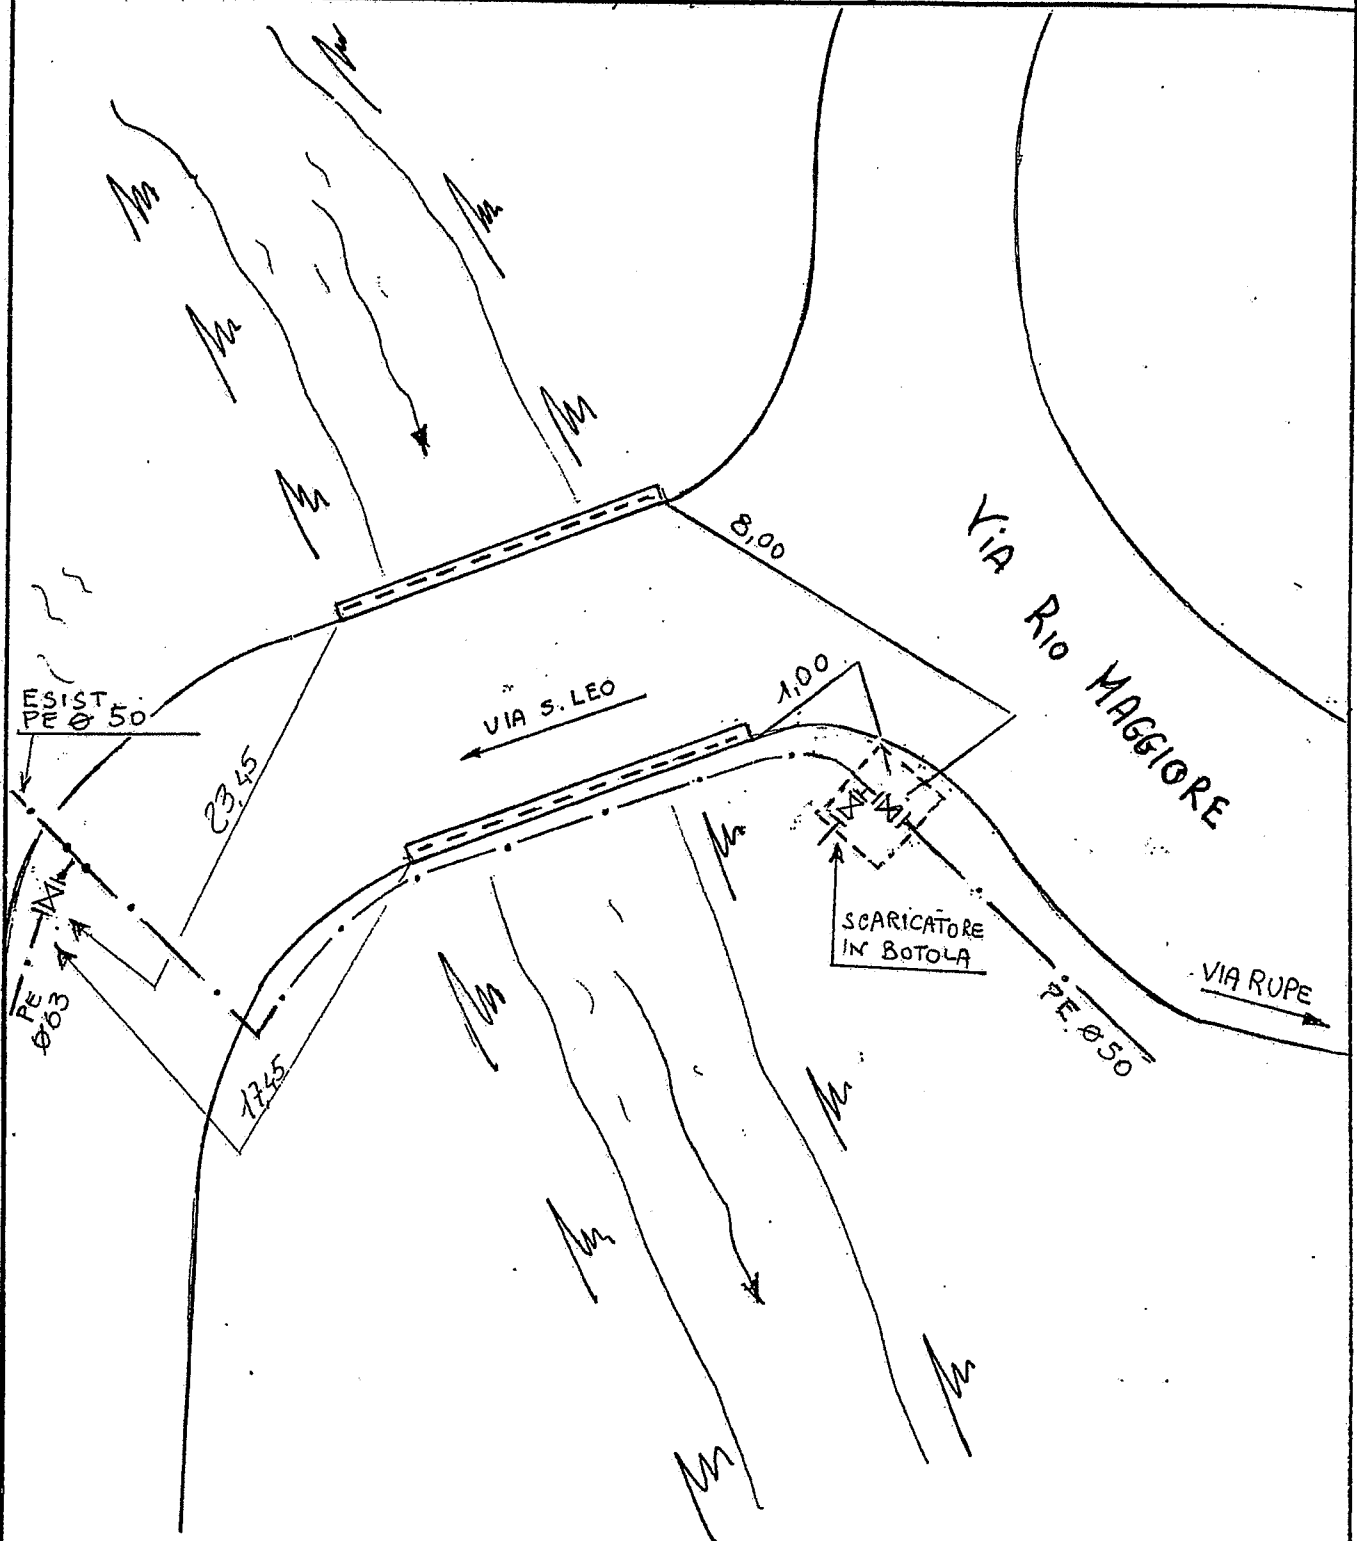 8,00
VIA RIO MAGGIORE
ESIST.
PE Ø 50
VIA S. LEO
1,00
23,45
SCARICATORE
IN BOTOLA
VIA RUPE
PE
Ø63
PE Ø50
17,45